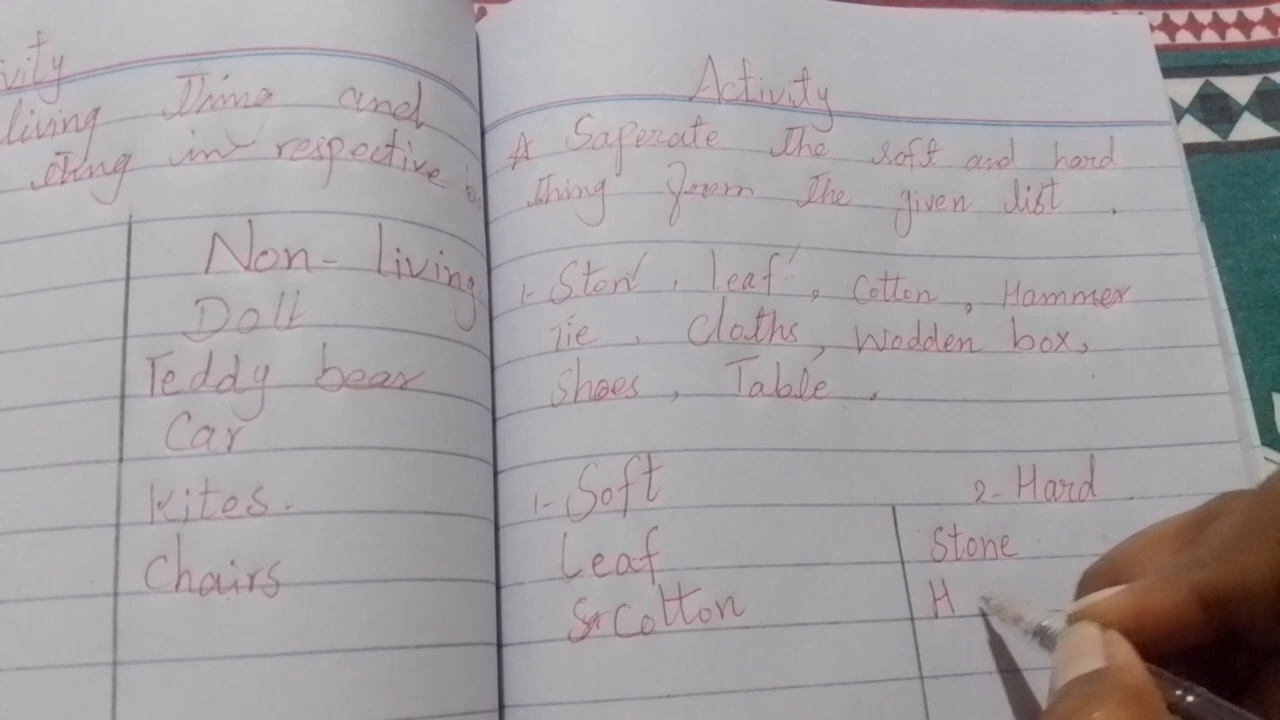 vity
living Thing and
thing in respective
Non-living
Doll
Teddy bear
Car
Kites.
Chairs
Activity
Saperate The soft and hard
Thing from The given list.
1- Ston, leaf, cotton, Hammer
Tie, Cloths, Wodden box,
Shoes, Table.
1- Soft 2- Hard
Leaf Stone
Cotton H